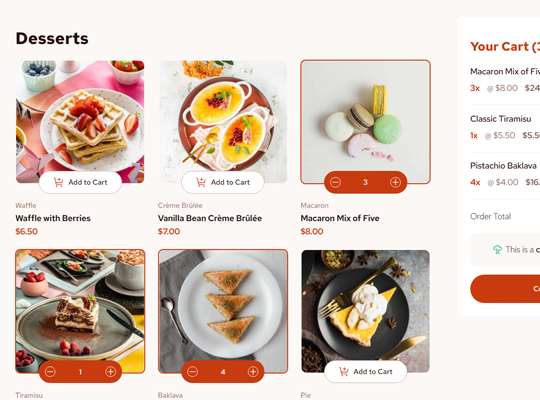 Desserts
Add to Cart
Add to Cart
3
Waffle
Waffle with Berries
$6.50
Crème Brûlée
Vanilla Bean Crème Brûlée
$7.00
Macaron
Macaron Mix of Five
$8.00
1
4
Add to Cart
Tiramisu
Baklava
Pie
Your Cart (3
Macaron Mix of Fiv
3x @ $8.00 $24
Classic Tiramisu
1x @ $5.50 $5.5
Pistachio Baklava
4x @ $4.00 $16.
Order Total
This is a c